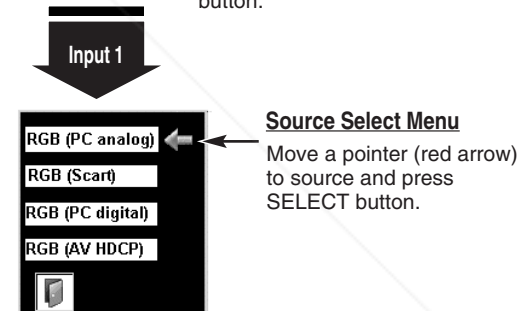 button.
Input 1
RGB (PC analog)
RGB (Scart)
RGB (PC digital)
RGB (AV HDCP)
Source Select Menu
Move a pointer (red arrow)
to source and press
SELECT button.